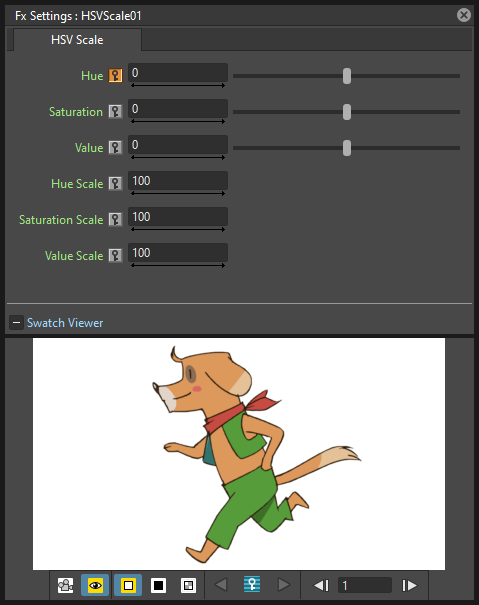 Fx Settings : HSVScale01
HSV Scale
Hue 0
Saturation 0
Value 0
Hue Scale 100
Saturation Scale 100
Value Scale 100
Swatch Viewer
1